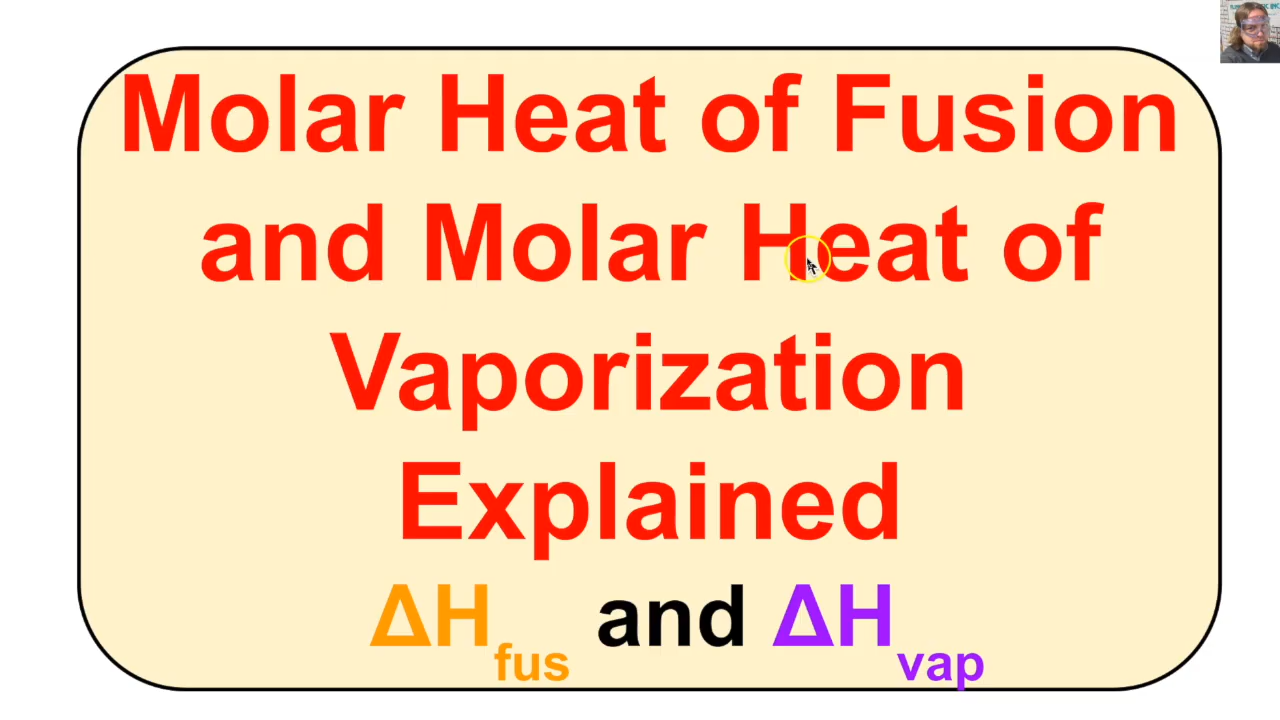 Molar Heat of Fusion
and Molar Heat of
Vaporization
Explained
ΔHfus and ΔHvap